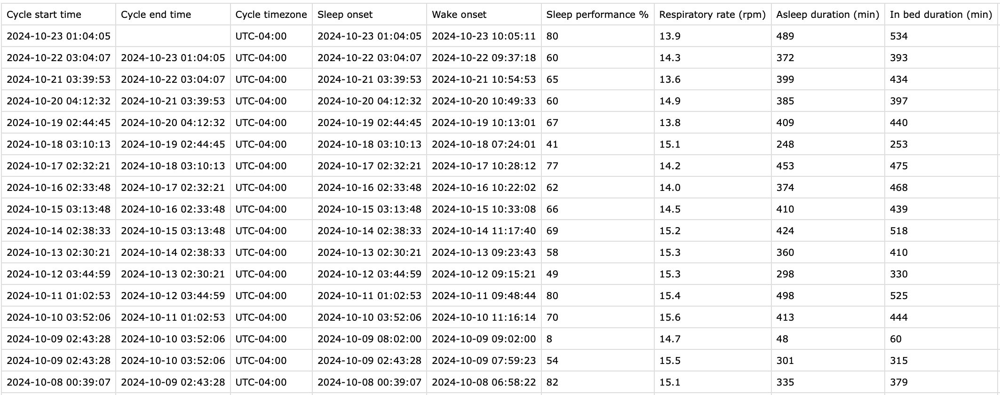 Cycle start time Cycle end time Cycle timezone Sleep onset Wake onset Sleep performance % Respiratory rate (rpm) Asleep duration (min) In bed duration (min)
2024-10-23 01:04:05 UTC-04:00 2024-10-23 01:04:05 2024-10-23 10:05:11 80 13.9 489 534
2024-10-22 03:04:07 2024-10-23 01:04:05 UTC-04:00 2024-10-22 03:04:07 2024-10-22 09:37:18 60 14.3 372 393
2024-10-21 03:39:53 2024-10-22 03:04:07 UTC-04:00 2024-10-21 03:39:53 2024-10-21 10:54:53 65 13.6 399 434
2024-10-20 04:12:32 2024-10-21 03:39:53 UTC-04:00 2024-10-20 04:12:32 2024-10-20 10:49:33 60 14.9 385 397
2024-10-19 02:44:45 2024-10-20 04:12:32 UTC-04:00 2024-10-19 02:44:45 2024-10-19 10:13:01 67 13.8 409 440
2024-10-18 03:10:13 2024-10-19 02:44:45 UTC-04:00 2024-10-18 03:10:13 2024-10-18 07:24:01 41 15.1 248 253
2024-10-17 02:32:21 2024-10-18 03:10:13 UTC-04:00 2024-10-17 02:32:21 2024-10-17 10:28:12 77 14.2 453 475
2024-10-16 02:33:48 2024-10-17 02:32:21 UTC-04:00 2024-10-16 02:33:48 2024-10-16 10:22:02 62 14.0 374 468
2024-10-15 03:13:48 2024-10-16 02:33:48 UTC-04:00 2024-10-15 03:13:48 2024-10-15 10:33:08 66 14.5 410 439
2024-10-14 02:38:33 2024-10-15 03:13:48 UTC-04:00 2024-10-14 02:38:33 2024-10-14 11:17:40 69 15.2 424 518
2024-10-13 02:30:21 2024-10-14 02:38:33 UTC-04:00 2024-10-13 02:30:21 2024-10-13 09:23:43 58 15.3 360 410
2024-10-12 03:44:59 2024-10-13 02:30:21 UTC-04:00 2024-10-12 03:44:59 2024-10-12 09:15:21 49 15.3 298 330
2024-10-11 01:02:53 2024-10-12 03:44:59 UTC-04:00 2024-10-11 01:02:53 2024-10-11 09:48:44 80 15.4 498 525
2024-10-10 03:52:06 2024-10-11 01:02:53 UTC-04:00 2024-10-10 03:52:06 2024-10-10 11:16:14 70 15.6 413 444
2024-10-09 02:43:28 2024-10-10 03:52:06 UTC-04:00 2024-10-09 08:02:00 2024-10-09 09:02:00 8 14.7 48 60
2024-10-09 02:43:28 2024-10-10 03:52:06 UTC-04:00 2024-10-09 02:43:28 2024-10-09 07:59:23 54 15.5 301 315
2024-10-08 00:39:07 2024-10-09 02:43:28 UTC-04:00 2024-10-08 00:39:07 2024-10-08 06:58:22 82 15.1 335 379